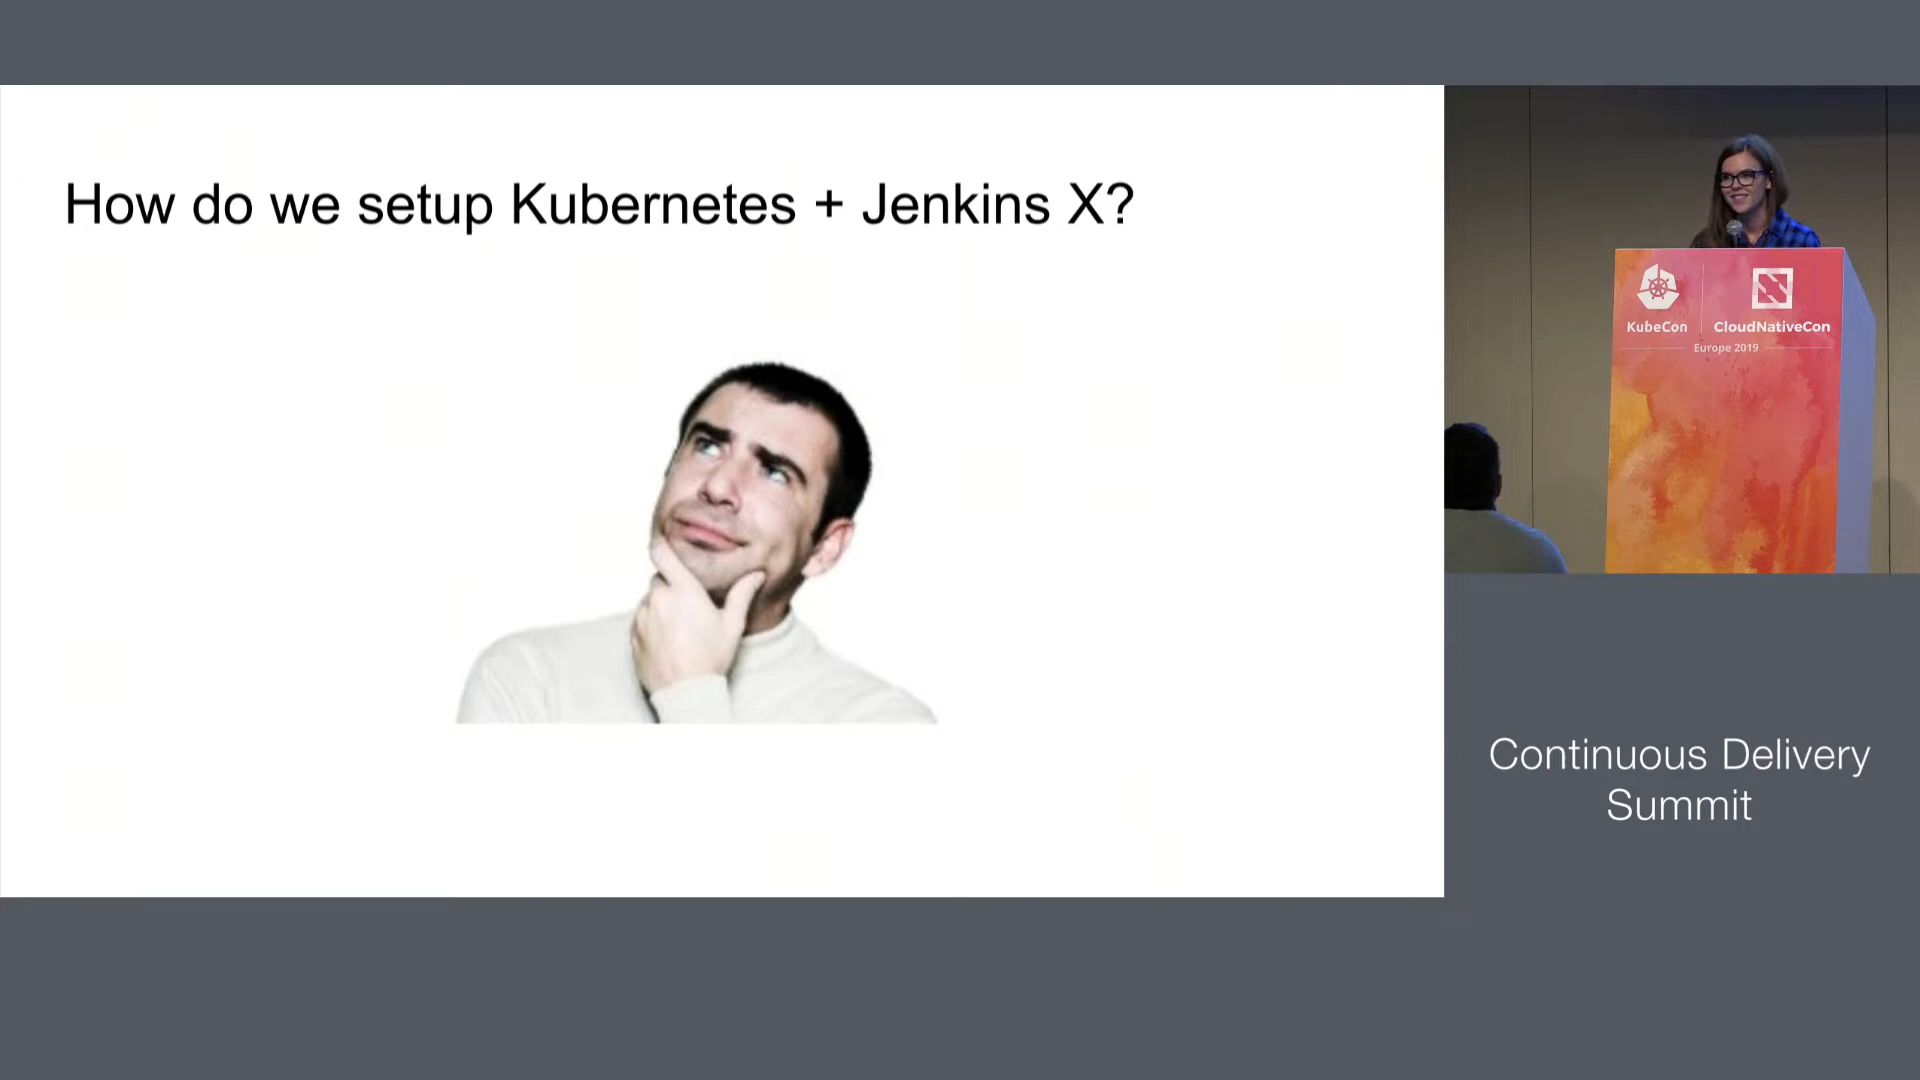 How do we setup Kubernetes + Jenkins X?
KubeCon
CloudNativeCon
Europe 2019
Continuous Delivery
Summit